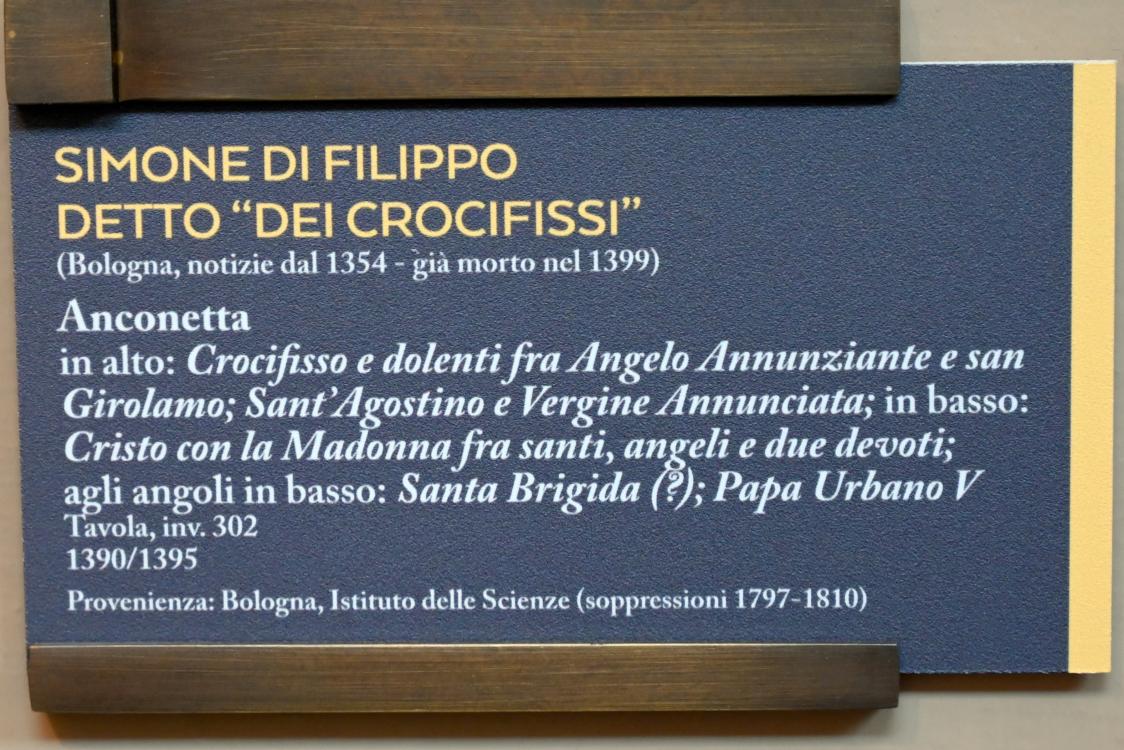 SIMONE DI FILIPPO
DETTO “DEI CROCIFISSI”
(Bologna, notizie dal 1354 - già morto nel 1399)
Anconetta
in alto: Crocifisso e dolenti fra Angelo Annunziante e san
Girolamo; Sant’Agostino e Vergine Annunciata; in basso:
Cristo con la Madonna fra santi, angeli e due devoti;
agli angoli in basso: Santa Brigida (?); Papa Urbano V
Tavola, inv. 302
1390/1395
Provenienza: Bologna, Istituto delle Scienze (soppressioni 1797-1810)